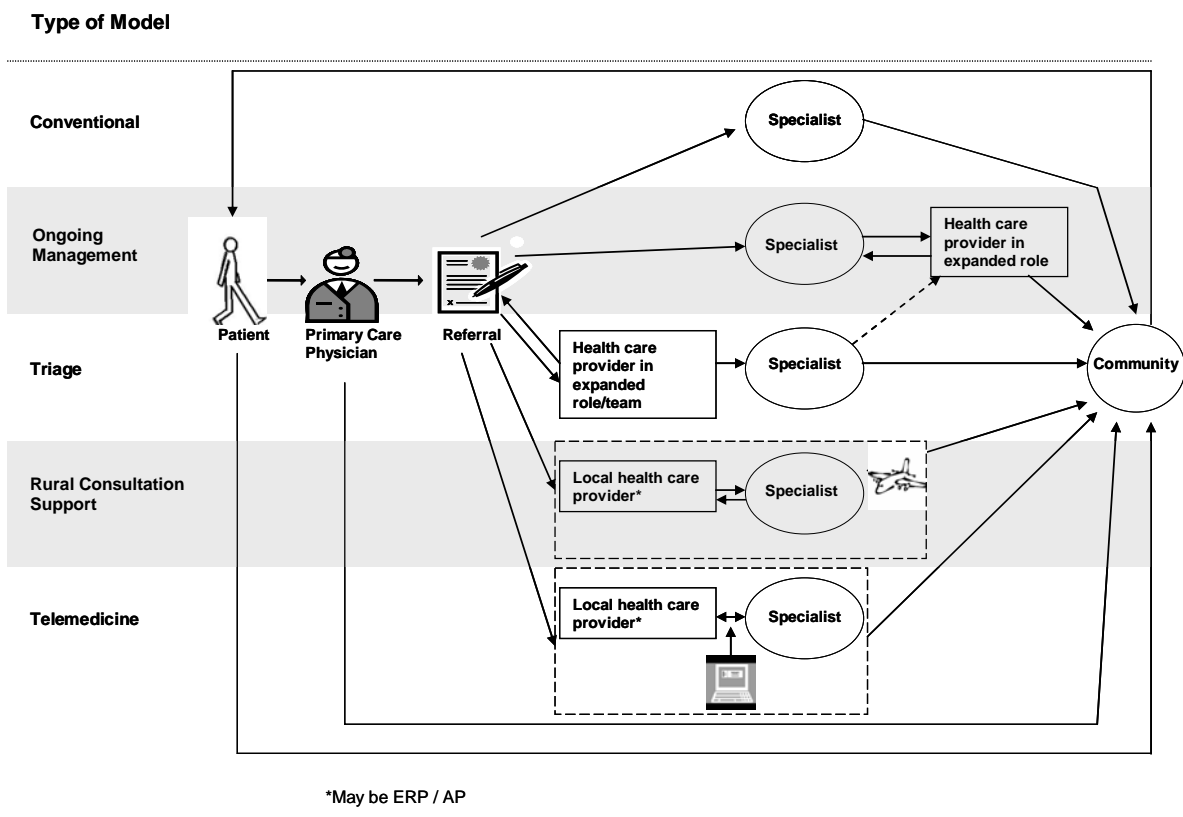 Type of Model
Conventional
Specialist
Ongoing
Management
Specialist
Health care
provider in
expanded role
Patient
Primary Care
Physician
Referral
Triage
Health care
provider in
expanded
role/team
Specialist
Community
Rural Consultation
Support
Local health care
provider*
Specialist
Telemedicine
Local health care
provider*
Specialist
*May be ERP / AP